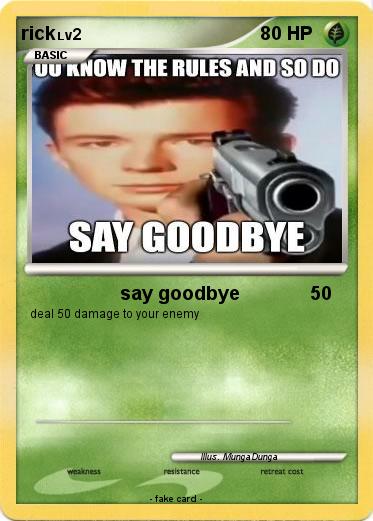 rick LV2 80 HP
BASIC
OU KNOW THE RULES AND SO DO
SAY GOODBYE
say goodbye 50
deal 50 damage to your enemy
Illus. MungaDunga
weakness resistance retreat cost
- fake card -